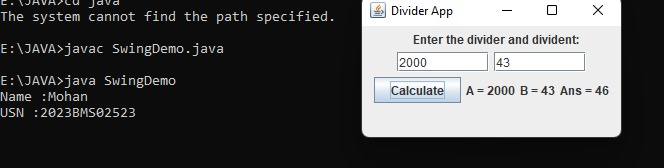 E:\JAVA>cd java
The system cannot find the path specified.
E:\JAVA>javac SwingDemo.java
E:\JAVA>java SwingDemo
Name :Mohan
USN :2023BMS02523
Divider App
Enter the divider and divident:
2000 43
Calculate A = 2000 B = 43 Ans = 46